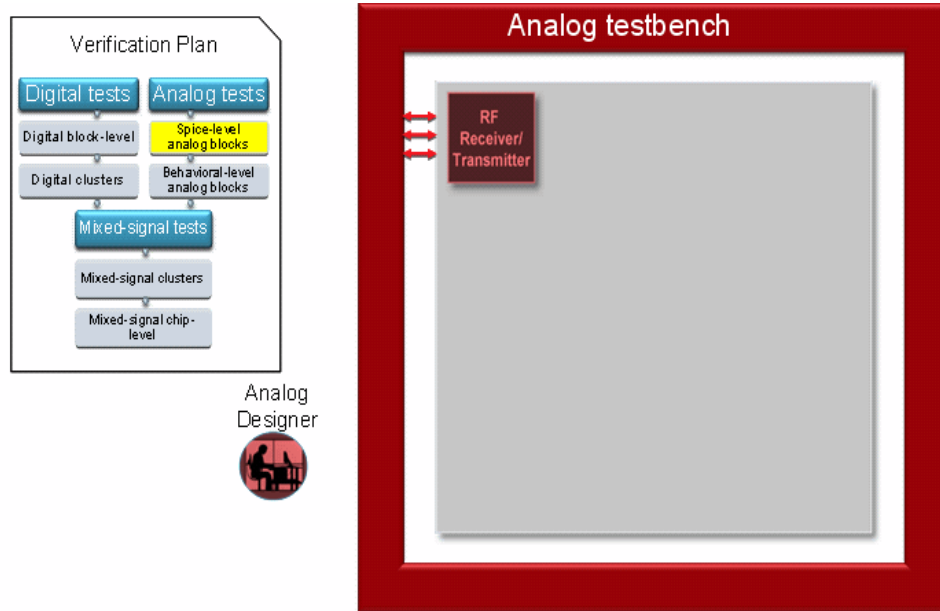 Verification Plan
Digital tests
Analog tests
Digital block-level
Spice-level
analog blocks
Digital clusters
Behavioral-level
analog blocks
Mixed-signal tests
Mixed-signal clusters
Mixed-signal chip-
level
Analog
Designer
Analog testbench
RF
Receiver/
Transmitter